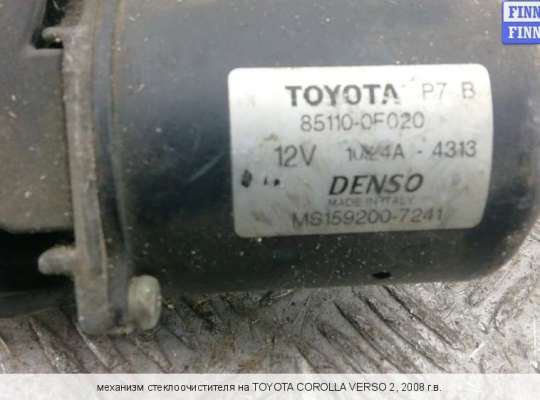 FINN
FINN
TOYOTA P7-B
85110-0F020
12V 4313
DENSO
MADE IN ITALY
MS159200-7241
механизм стеклоочистителя на TOYOTA COROLLA VERSO 2, 2008 г.в.